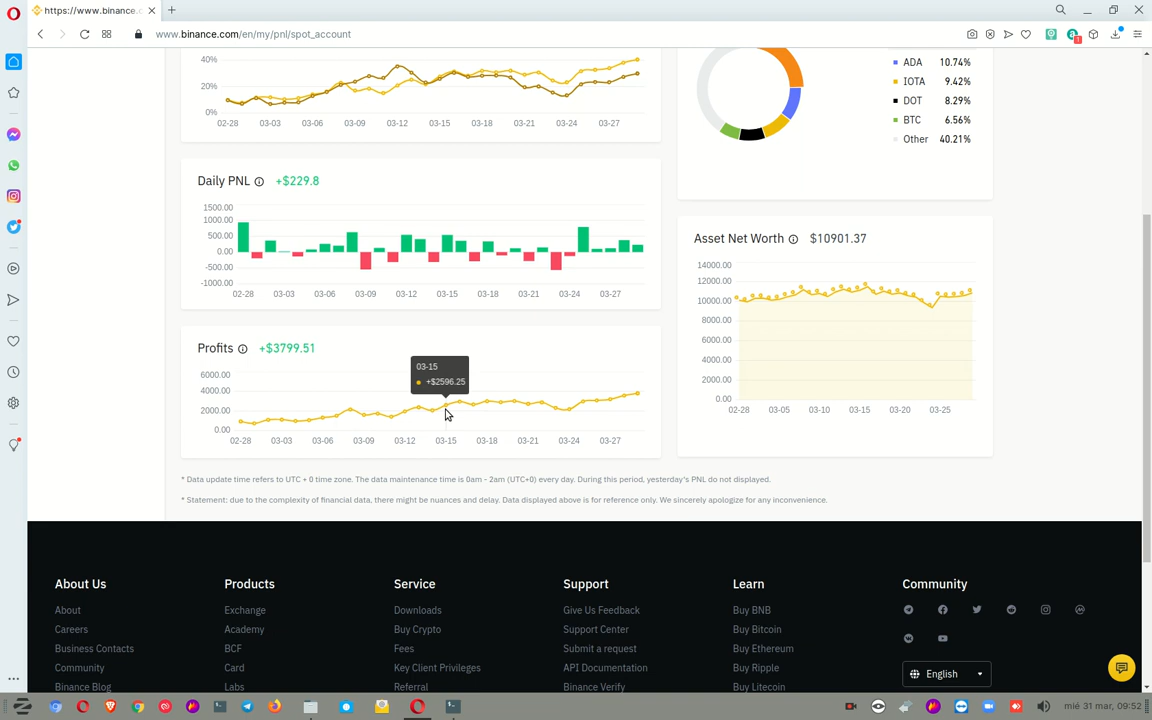 https://www.binance.c
www.binance.com/en/my/pnl/spot_account
1
40%
20%
0%
02-28 03-03 03-06 03-09 03-12 03-15 03-18 03-21 03-24 03-27
ADA 10.74%
IOTA 9.42%
DOT 8.29%
BTC 6.56%
Other 40.21%
Daily PNL +$229.8
1500.00
1000.00
500.00
0.00
-500.00
-1000.00
02-28 03-03 03-06 03-09 03-12 03-15 03-18 03-21 03-24 03-27
Asset Net Worth $10901.37
14000.00
12000.00
10000.00
8000.00
6000.00
4000.00
2000.00
0.00
02-28 03-05 03-10 03-15 03-20 03-25
Profits +$3799.51
03-15
+$2596.25
6000.00
4000.00
2000.00
0.00
02-28 03-03 03-06 03-09 03-12 03-15 03-18 03-21 03-24 03-27
* Data update time refers to UTC + 0 time zone. The data maintenance time is 0am - 2am (UTC+0) every day. During this period, yesterday's PNL do not displayed.
* Statement: due to the complexity of financial data, there might be nuances and delay. Data displayed above is for reference only. We sincerely apologize for any inconvenience.
About Us
About
Careers
Business Contacts
Community
Binance Blog
Products
Exchange
Academy
BCF
Card
Labs
Service
Downloads
Buy Crypto
Fees
Key Client Privileges
Referral
Support
Give Us Feedback
Support Center
Submit a request
API Documentation
Binance Verify
Learn
Buy BNB
Buy Bitcoin
Buy Ethereum
Buy Ripple
Buy Litecoin
Community
English
mié 31 mar, 09:52